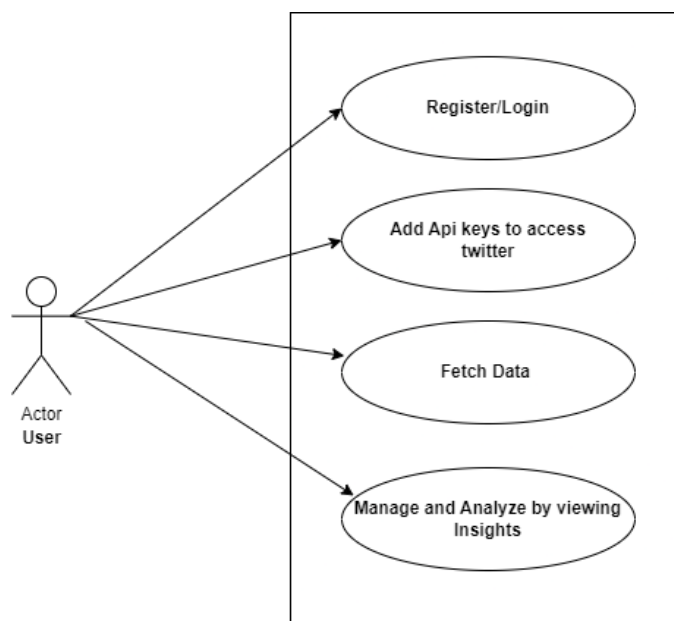 Register/Login
Add Api keys to access
twitter
Fetch Data
Actor
User
Manage and Analyze by viewing
Insights